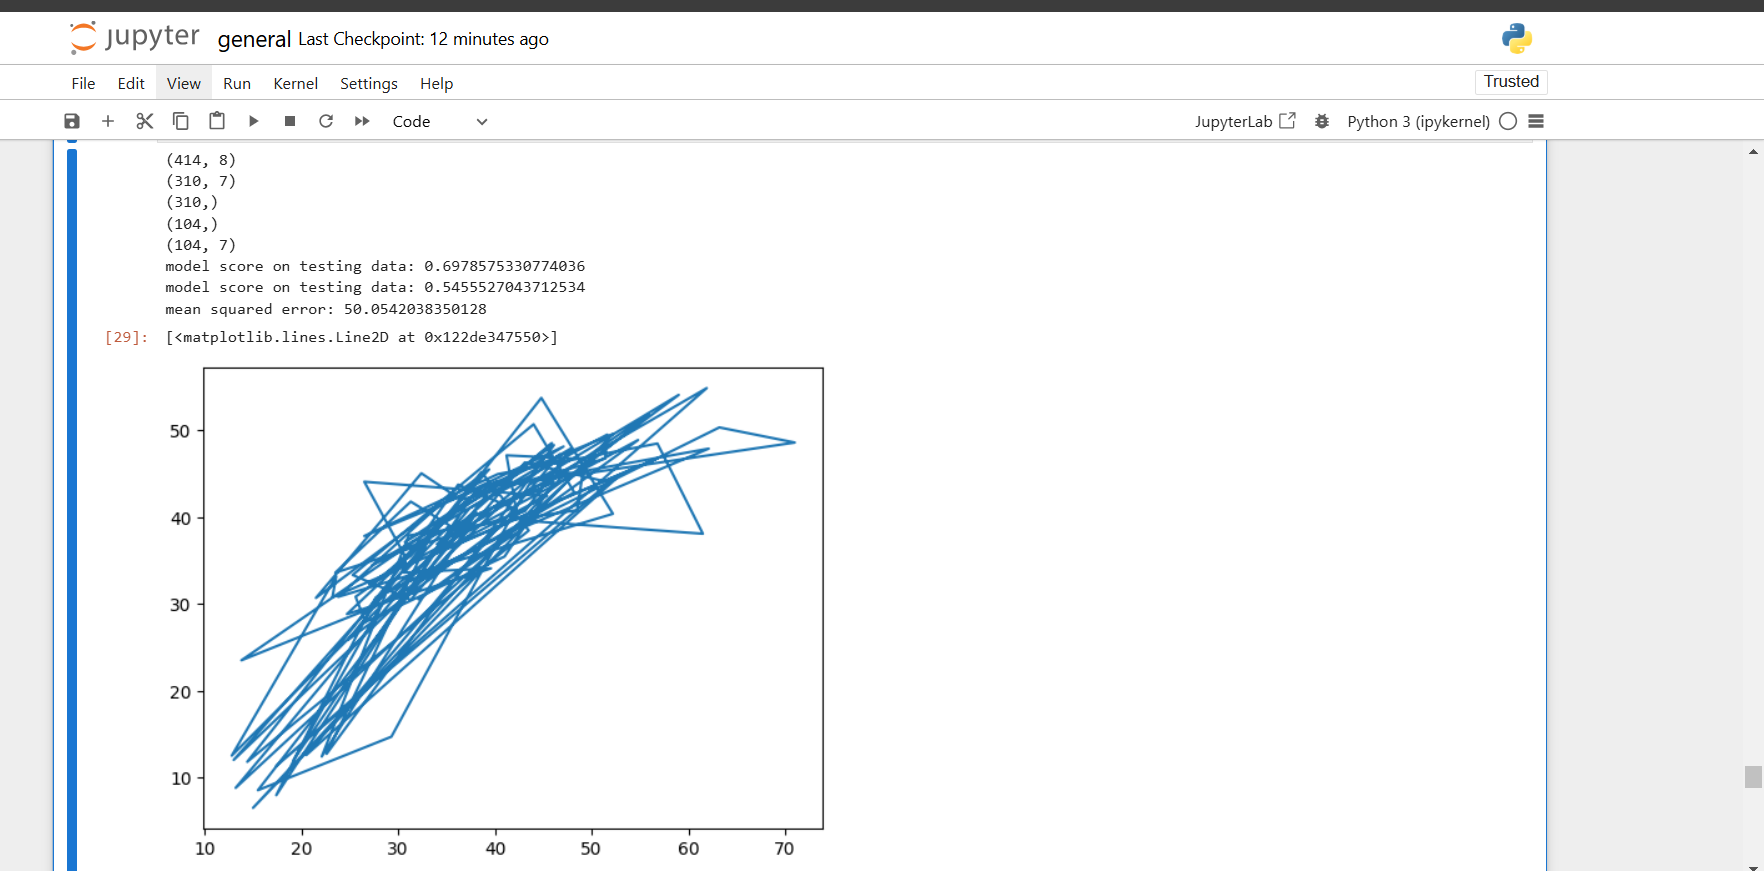 jupyter general Last Checkpoint: 12 minutes ago
File Edit View Run Kernel Settings Help
Trusted
Code
JupyterLab
Python 3 (ipykernel)
(414, 8)
(310, 7)
(310,)
(104,)
(104, 7)
model score on testing data: 0.6978575330774036
model score on testing data: 0.5455527043712534
mean squared error: 50.0542038350128
[29]: [<matplotlib.lines.Line2D at 0x122de347550>]
50
40
30
20
10
10 20 30 40 50 60 70